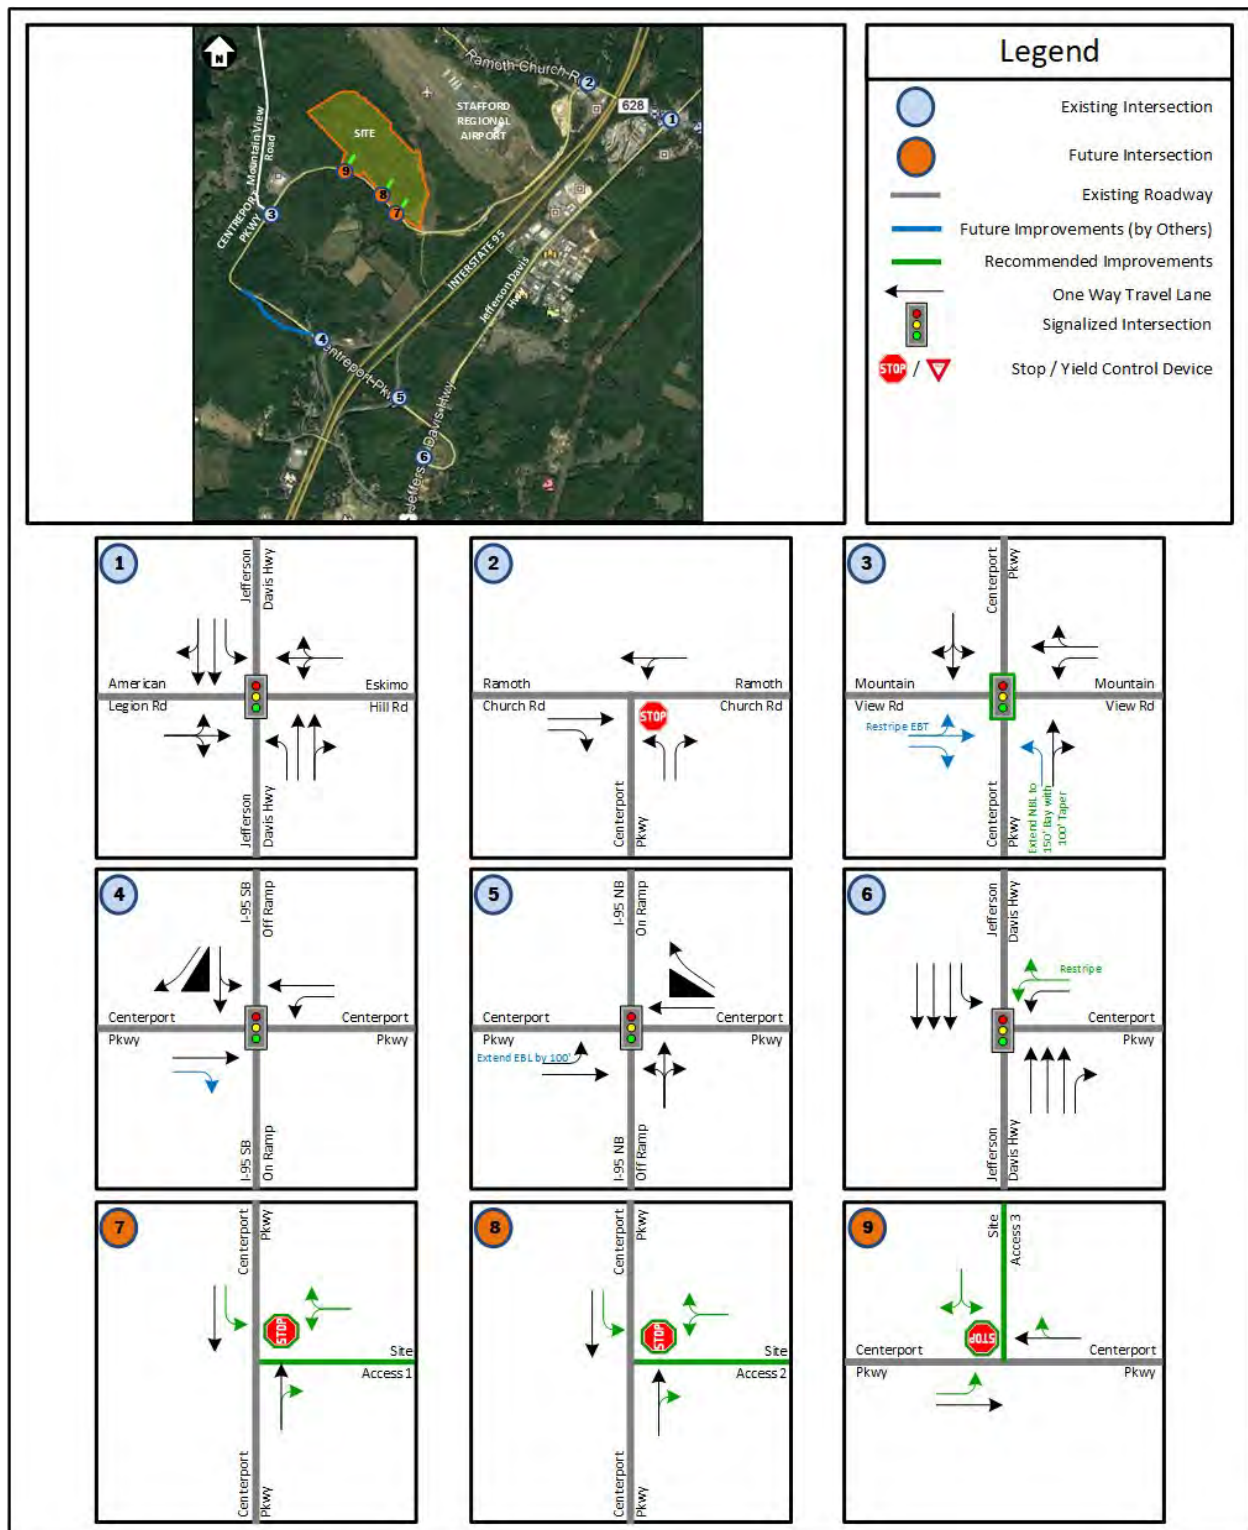 N
Ramoth-Church-R
628
STAFFORD
REGIONAL
AIRPORT
SITE
Mountain View
Road
CENTREPORT
PKWY
INTERSTATE 95
Jefferson Davis
Hwy
entreport-Pkw
Jeffers Davis-Hwy
1
2
3
4
5
6
7
8
9
Legend
Existing Intersection
Future Intersection
Existing Roadway
Future Improvements (by Others)
Recommended Improvements
One Way Travel Lane
Signalized Intersection
STOP / Stop / Yield Control Device
1
Jefferson
Davis Hwy
American
Legion Rd
Eskimo
Hill Rd
Jefferson
Davis Hwy
2
Ramoth
Church Rd
Ramoth
Church Rd
STOP
Centerport
Pkwy
3
Centerport
Pkwy
Mountain
View Rd
Mountain
View Rd
Restripe EBT
Centerport
Pkwy
Extend NBL to
150' Bay with
100' Taper
4
I-95 SB
Off Ramp
Centerport
Pkwy
Centerport
Pkwy
I-95 SB
On Ramp
5
I-95 NB
On Ramp
Centerport
Pkwy
Centerport
Pkwy
Extend EBL by 100'
I-95 NB
Off Ramp
6
Jefferson
Davis Hwy
Restripe
Centerport
Pkwy
Jefferson
Davis Hwy
7
Centerport
Pkwy
STOP
Site
Access 1
Centerport
Pkwy
8
Centerport
Pkwy
STOP
Site
Access 2
Centerport
Pkwy
9
Site
Access 3
STOP
Centerport
Pkwy
Centerport
Pkwy